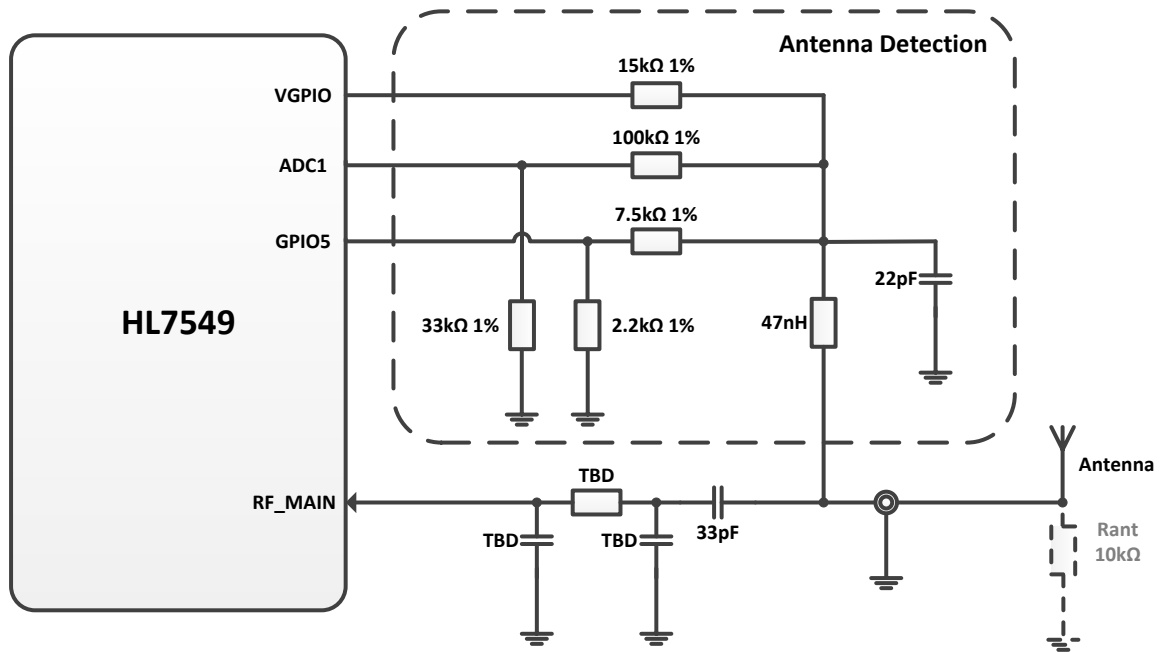 Antenna Detection
15kΩ 1%
VGPIO
100kΩ 1%
ADC1
7.5kΩ 1%
GPIO5
22pF
HL7549
33kΩ 1%
2.2kΩ 1%
47nH
TBD
Antenna
RF_MAIN
TBD
TBD
33pF
Rant
10kΩ